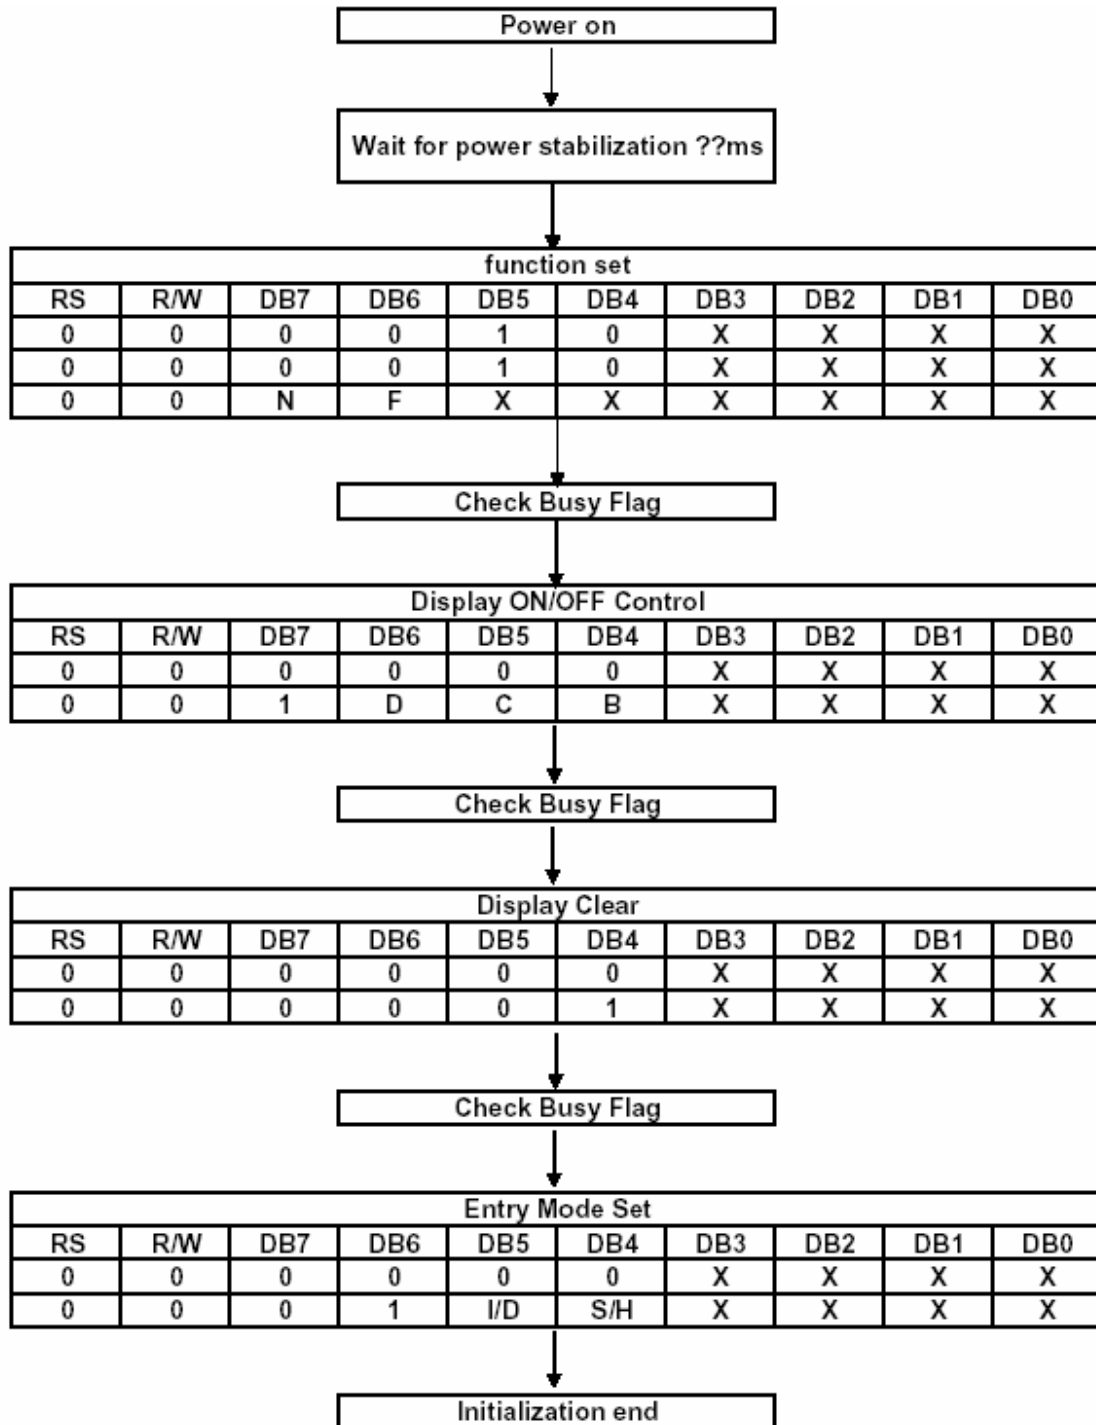 Power on
Wait for power stabilization ??ms
function set
RS R/W DB7 DB6 DB5 DB4 DB3 DB2 DB1 DB0
0 0 0 0 1 0 X X X X
0 0 0 0 1 0 X X X X
0 0 N F X X X X X X
Check Busy Flag
Display ON/OFF Control
RS R/W DB7 DB6 DB5 DB4 DB3 DB2 DB1 DB0
0 0 0 0 0 0 X X X X
0 0 1 D C B X X X X
Check Busy Flag
Display Clear
RS R/W DB7 DB6 DB5 DB4 DB3 DB2 DB1 DB0
0 0 0 0 0 0 X X X X
0 0 0 0 0 1 X X X X
Check Busy Flag
Entry Mode Set
RS R/W DB7 DB6 DB5 DB4 DB3 DB2 DB1 DB0
0 0 0 0 0 0 X X X X
0 0 0 1 I/D S/H X X X X
Initialization end